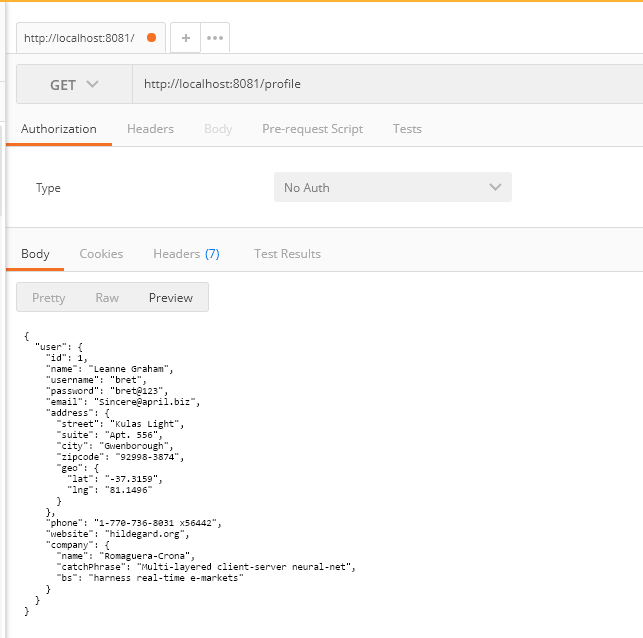 http://localhost:8081/
+
GET
http://localhost:8081/profile
Authorization Headers Body Pre-request Script Tests
Type No Auth
Body Cookies Headers (7) Test Results
Pretty Raw Preview
{
  "user": {
    "id": 1,
    "name": "Leanne Graham",
    "username": "bret",
    "password": "bret@123",
    "email": "Sincere@april.biz",
    "address": {
      "street": "Kulas Light",
      "suite": "Apt. 556",
      "city": "Gwenborough",
      "zipcode": "92998-3874",
      "geo": {
        "lat": "-37.3159",
        "lng": "81.1496"
      }
    },
    "phone": "1-770-736-8031 x56442",
    "website": "hildegard.org",
    "company": {
      "name": "Romaguera-Crona",
      "catchPhrase": "Multi-layered client-server neural-net",
      "bs": "harness real-time e-markets"
    }
  }
}